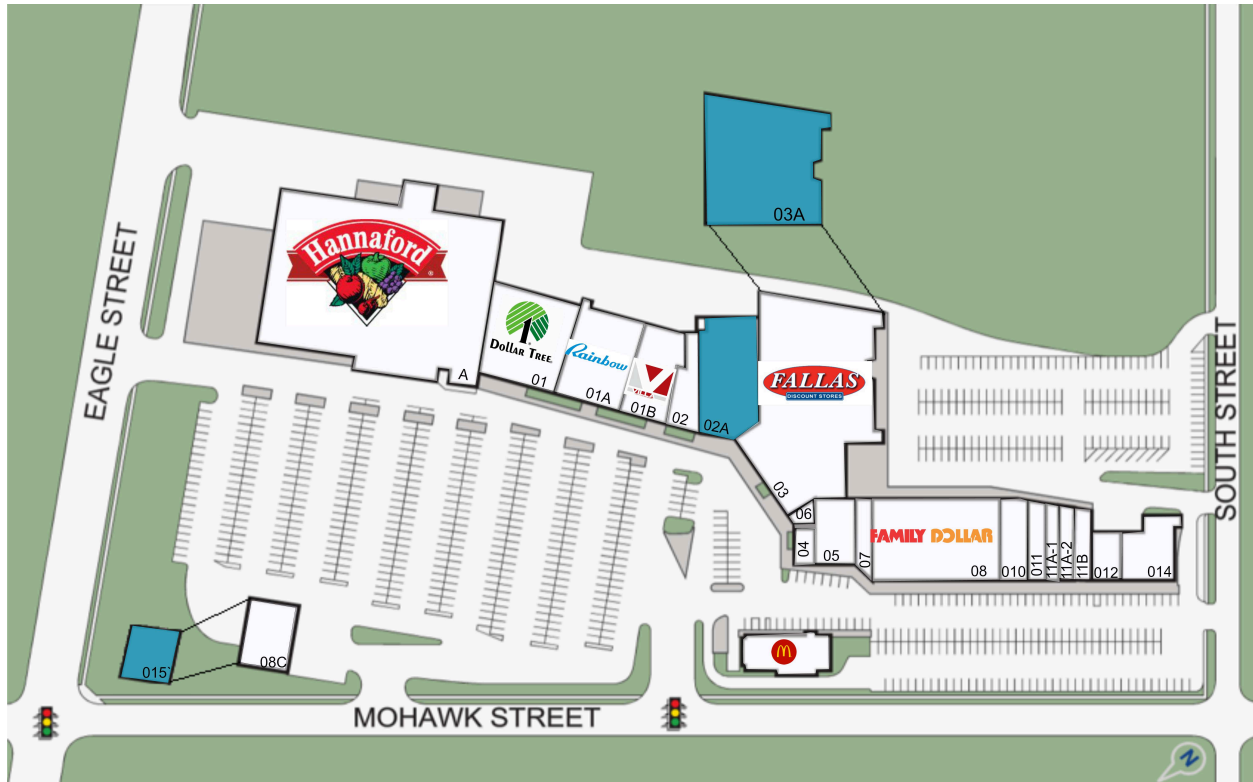 03A
Hannaford
EAGLE STREET
1
DOLLAR TREE
Rainbow
FALLAS
DISCOUNT STORES
SOUTH STREET
A
01
01A
01B
02
02A
03
06
04
05
07
FAMILY DOLLAR
08
010
011
11A-1
11A-2
11B
012
014
015
08C
MOHAWK STREET
N